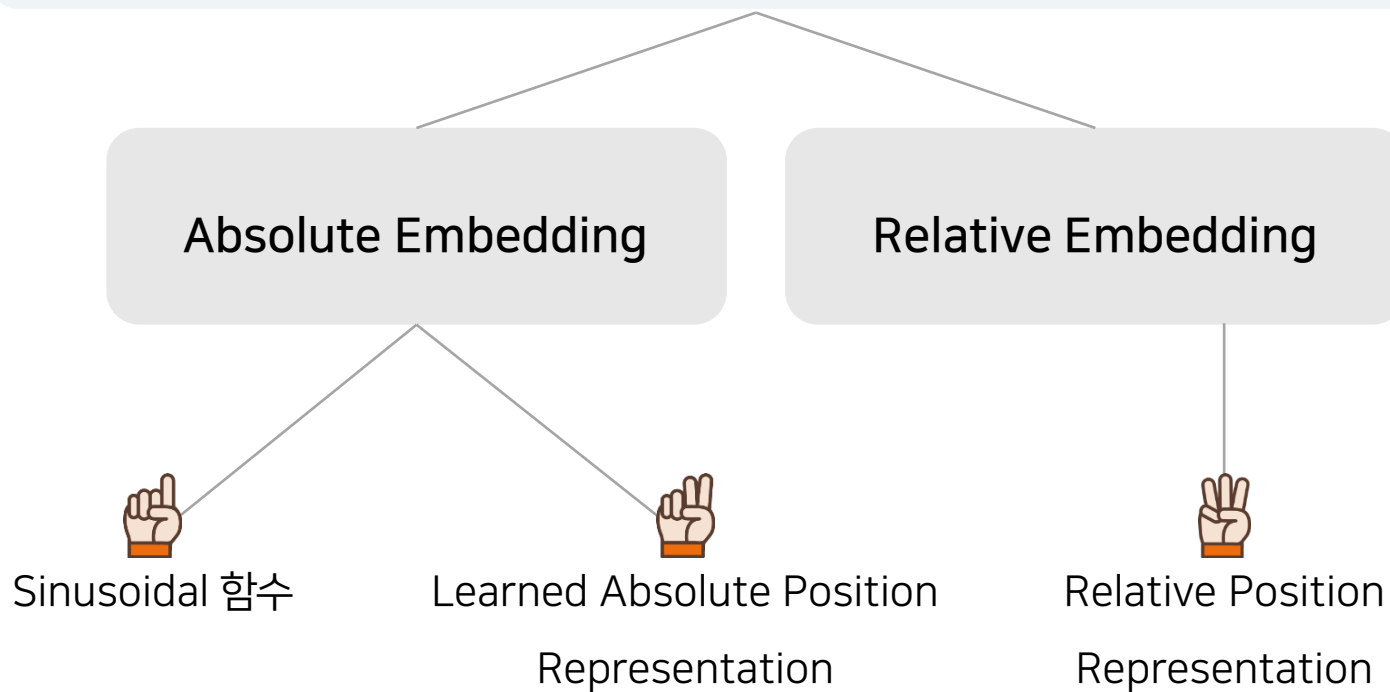 Absolute Embedding
Relative Embedding
Sinusoidal 함수
Learned Absolute Position
Representation
Relative Position
Representation